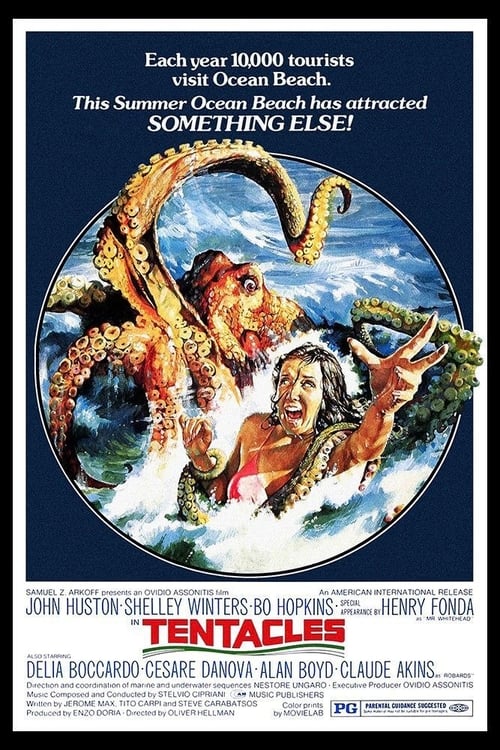 Each year 10,000 tourists
visit Ocean Beach.
This Summer Ocean Beach has attracted
SOMETHING ELSE!
SAMUEL Z. ARKOFF presents an OVIDIO ASSONITIS film
An AMERICAN INTERNATIONAL RELEASE
JOHN HUSTON · SHELLEY WINTERS · BO HOPKINS · SPECIAL APPEARANCE BY HENRY FONDA
as "MR. WHITEHEAD"
IN
TENTACLES
ALSO STARRING
DELIA BOCCARDO · CESARE DANOVA · ALAN BOYD · CLAUDE AKINS as "ROBARDS"
Direction and coordination of marine and underwater sequences NESTORE UNGARO · Executive Producer OVIDIO ASSONITIS
Music Composed and Conducted by STELVIO CIPRIANI MUSIC PUBLISHERS
Written by JEROME MAX, TITO CARPI and STEVE CARABATSOS
Produced by ENZO DORIA · Directed by OLIVER HELLMAN
Color prints
by MOVIELAB
PG PARENTAL GUIDANCE SUGGESTED